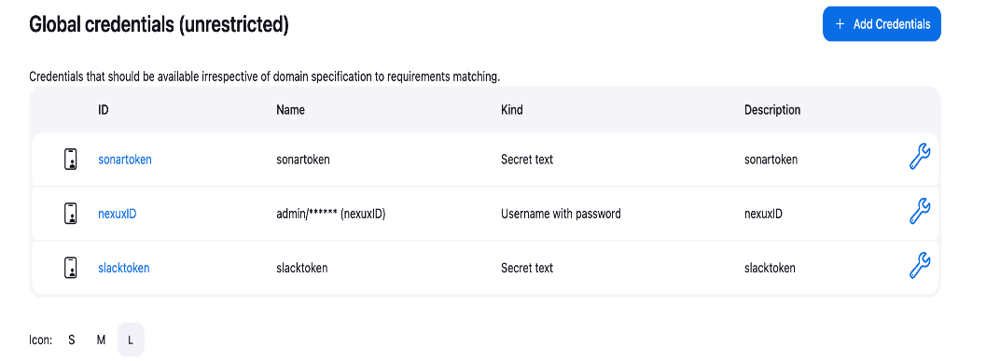 Global credentials (unrestricted)
+ Add Credentials
Credentials that should be available irrespective of domain specification to requirements matching.
ID Name Kind Description
sonartoken sonartoken Secret text sonartoken
nexuxID admin/****** (nexuxID) Username with password nexuxID
slacktoken slacktoken Secret text slacktoken
Icon: S M L